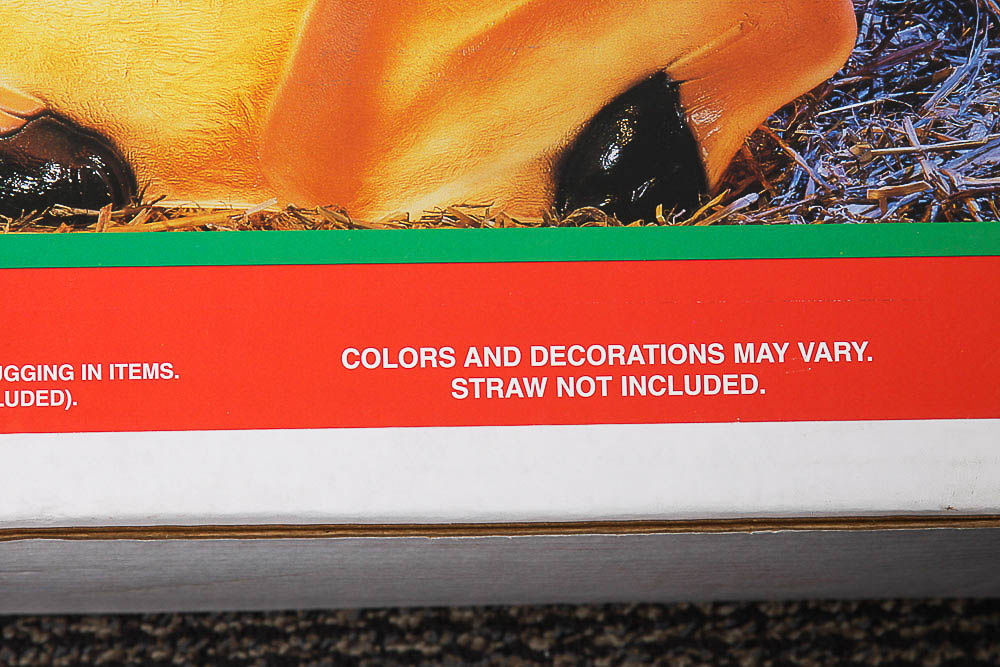 UGGING IN ITEMS.
LUDED).
COLORS AND DECORATIONS MAY VARY.
STRAW NOT INCLUDED.